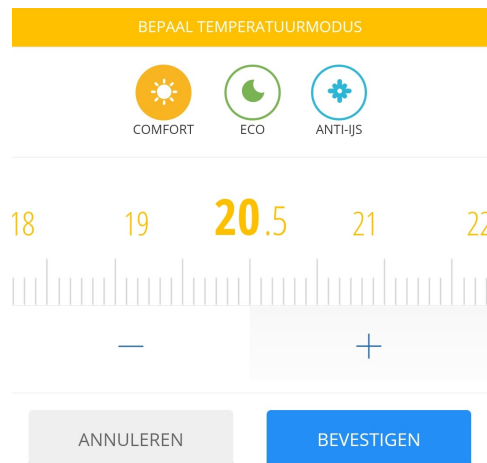 BEPAAL TEMPERATUURMODUS
COMFORT ECO ANTI-IJS
18 19 20.5 21 22
ANNULEREN BEVESTIGEN